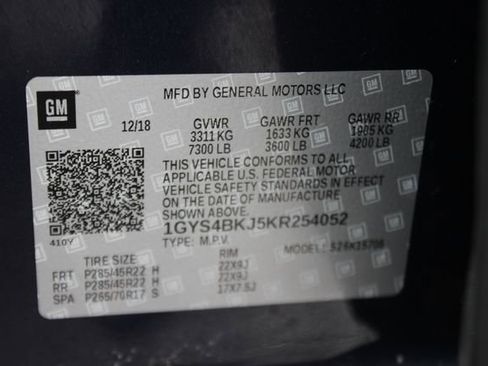 GM
MFD BY GENERAL MOTORS LLC
12/18 GVWR GAWR FRT GAWR RR
3311 KG 1633 KG 1905 KG
7300 LB 3600 LB 4200 LB
THIS VEHICLE CONFORMS TO ALL
APPLICABLE U.S. FEDERAL MOTOR
VEHICLE SAFETY STANDARDS IN EFFECT
ON THE DATE OF MANUFACTURE SHOWN ABOVE.
1GYS4BKJ5KR254052
410Y
TYPE: M.P.V. MODEL:
TIRE SIZE RIM
FRT P285/45R22 H 22X9J
RR P285/45R22 H 22X9J
SPA P265/70R17 S 17X7.5J